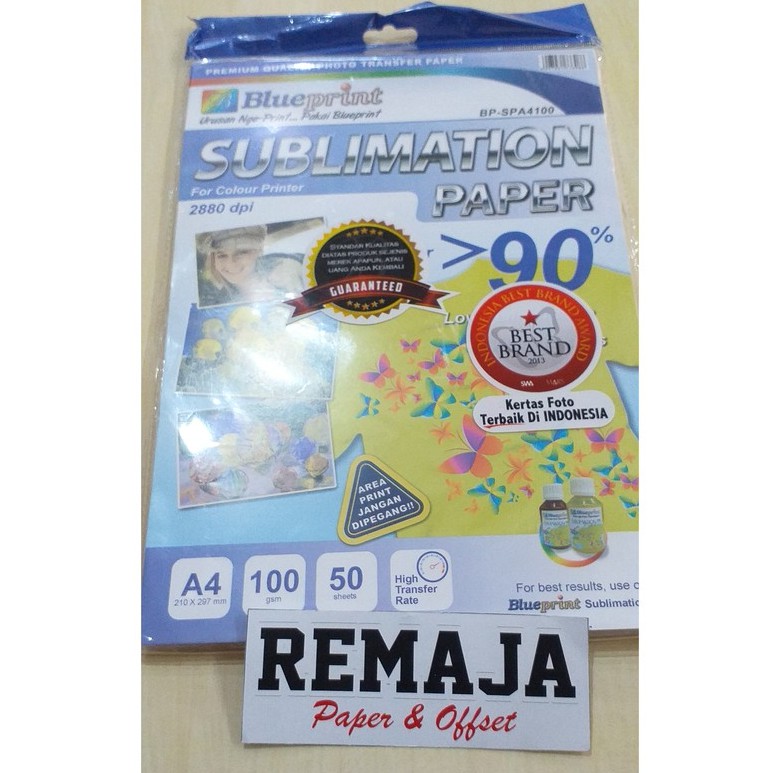 PREMIUM QUALITY PHOTO TRANSFER PAPER
Blueprint
Urusan Nge-Print... Pakai Blueprint
BP-SPA4100
SUBLIMATION
PAPER
For Colour Printer
2880 dpi
>90%
STANDAR KUALITAS
DIATAS PRODUK SEJENIS
MEREK APAPUN, ATAU
UANG ANDA KEMBALI
GUARANTEED
INDONESIA BEST BRAND AWARD
BEST
BRAND
2013
SWA
MARS
Kertas Foto
Terbaik Di INDONESIA
AREA
PRINT
JANGAN
DIPEGANG!!
A4
210 X 297 mm
100
gsm
50
sheets
High
Transfer
Rate
Blueprint
For best results, use
Blueprint
REMAJA
Paper & Offset